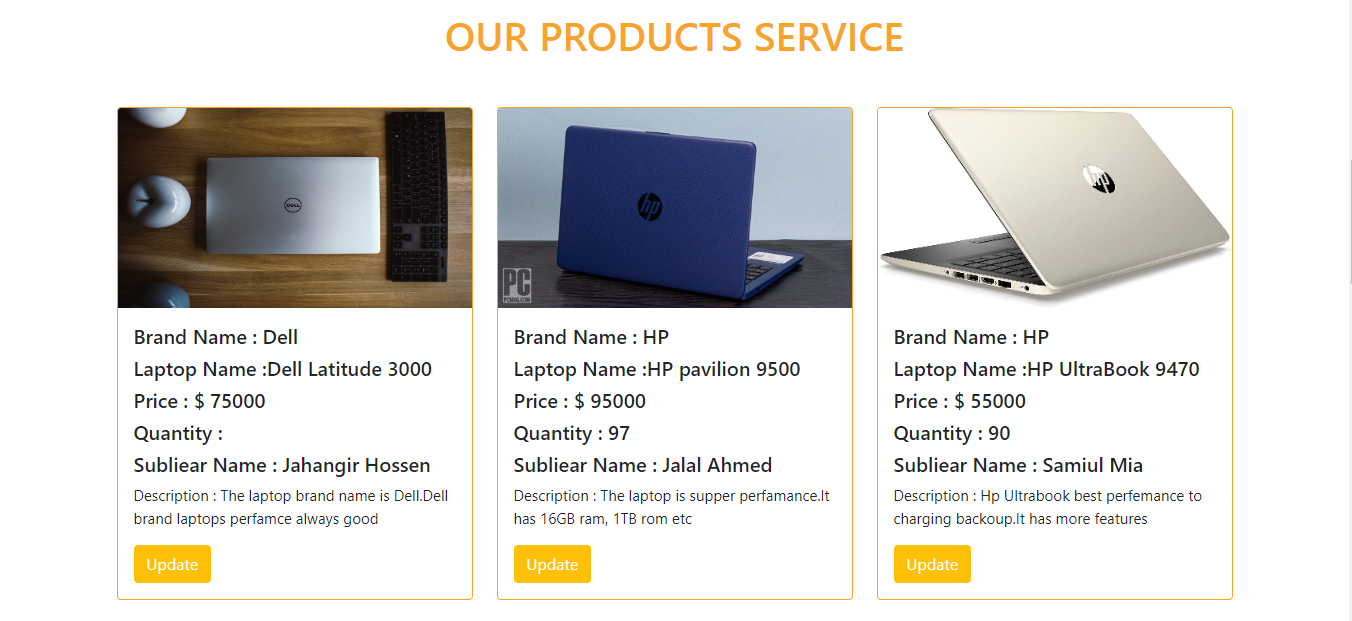 OUR PRODUCTS SERVICE
DELL
hp
PC
PCMAG.COM
hp
Brand Name : Dell
Laptop Name :Dell Latitude 3000
Price : $ 75000
Quantity :
Subliear Name : Jahangir Hossen
Description : The laptop brand name is Dell.Dell
brand laptops perfamce always good
Update
Brand Name : HP
Laptop Name :HP pavilion 9500
Price : $ 95000
Quantity : 97
Subliear Name : Jalal Ahmed
Description : The laptop is supper perfamance.It
has 16GB ram, 1TB rom etc
Update
Brand Name : HP
Laptop Name :HP UltraBook 9470
Price : $ 55000
Quantity : 90
Subliear Name : Samiul Mia
Description : Hp Ultrabook best perfemance to
charging backoup.It has more features
Update